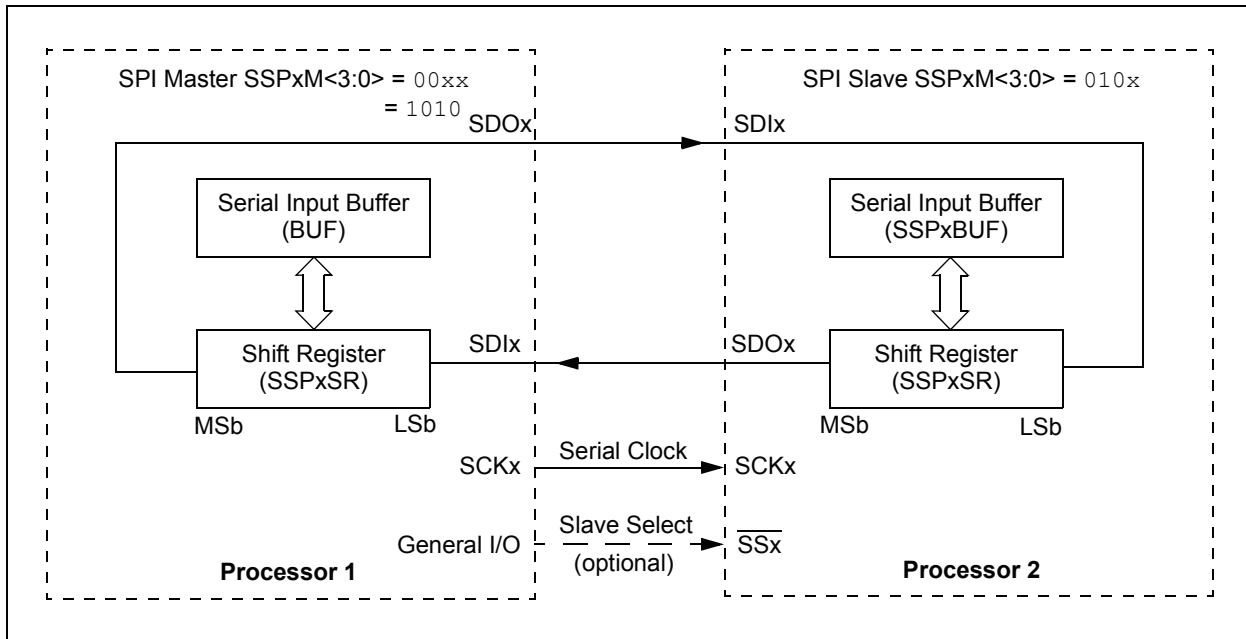 SPI Master SSPxM<3:0> = 00xx
= 1010
SDOx
Serial Input Buffer
(BUF)
Shift Register
(SSPxSR)
MSb
LSb
SDIx
SCKx
General I/O
Processor 1
Serial Clock
Slave Select
(optional)
SPI Slave SSPxM<3:0> = 010x
SDIx
Serial Input Buffer
(SSPxBUF)
SDOx
Shift Register
(SSPxSR)
MSb
LSb
SCKx
S̅S̅x̅
Processor 2